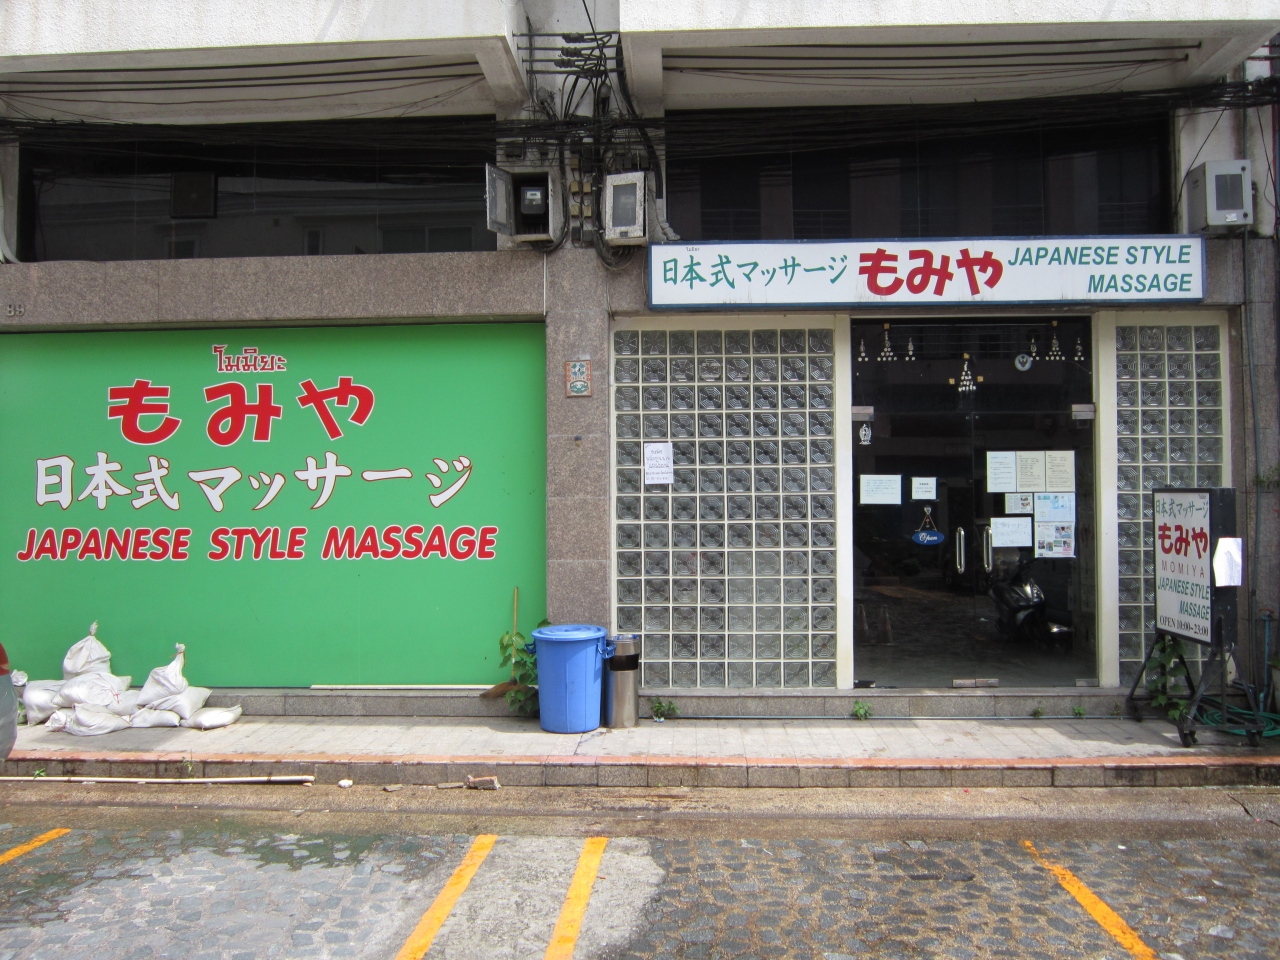 89
โมมิยะ
もみや
日本式マッサージ
JAPANESE STYLE MASSAGE
日本式マッサージ もみや JAPANESE STYLE
MASSAGE
Open
日本式マッサージ
もみや
MOMIYA
JAPANESE STYLE
MASSAGE
OPEN 10:00~23:00